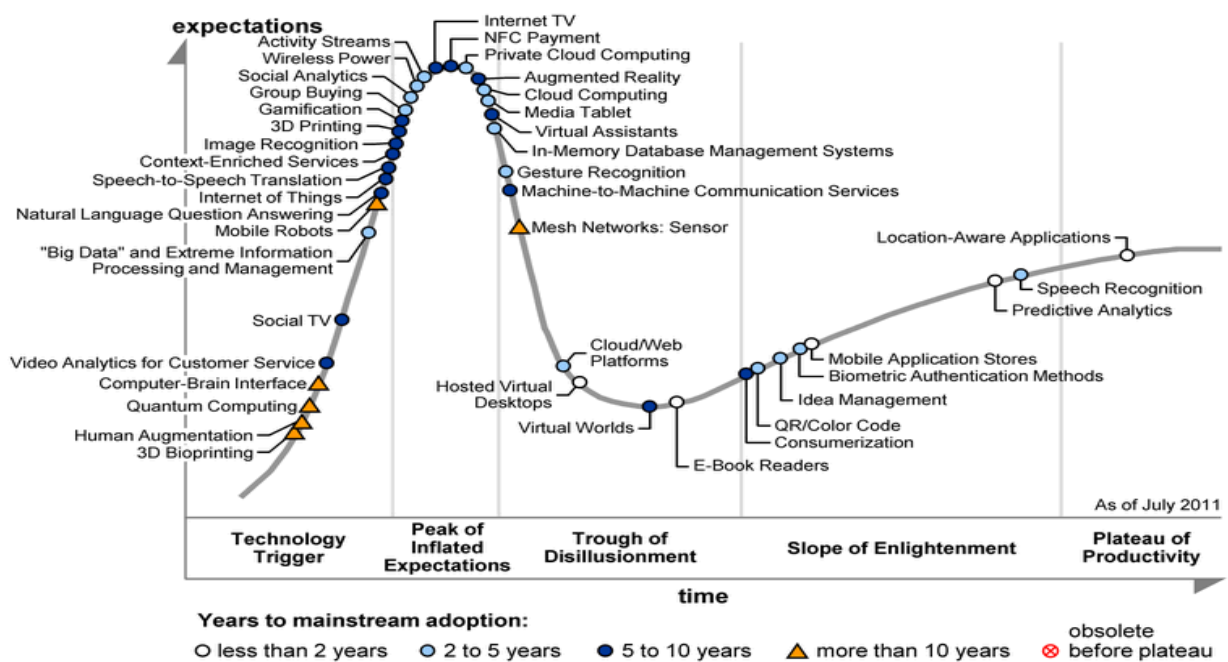 expectations
Activity Streams
Wireless Power
Social Analytics
Group Buying
Gamification
3D Printing
Image Recognition
Context-Enriched Services
Speech-to-Speech Translation
Internet of Things
Natural Language Question Answering
Mobile Robots
"Big Data" and Extreme Information
Processing and Management
Social TV
Video Analytics for Customer Service
Computer-Brain Interface
Quantum Computing
Human Augmentation
3D Bioprinting
Internet TV
NFC Payment
Private Cloud Computing
Augmented Reality
Cloud Computing
Media Tablet
Virtual Assistants
In-Memory Database Management Systems
Gesture Recognition
Machine-to-Machine Communication Services
Mesh Networks: Sensor
Cloud/Web
Platforms
Hosted Virtual
Desktops
Virtual Worlds
E-Book Readers
Location-Aware Applications
Speech Recognition
Predictive Analytics
Mobile Application Stores
Biometric Authentication Methods
Idea Management
QR/Color Code
Consumerization
As of July 2011
Technology
Trigger
Peak of
Inflated
Expectations
Trough of
Disillusionment
Slope of Enlightenment
Plateau of
Productivity
time
Years to mainstream adoption:
less than 2 years
2 to 5 years
5 to 10 years
more than 10 years
obsolete
before plateau